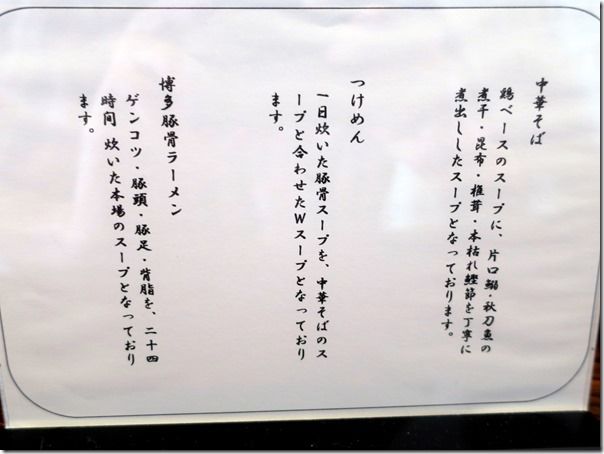 中華そば
鶏ベースのスープに、片口鰯・秋刀魚の
煮干・昆布・椎茸・本枯れ鰹節を丁寧に
煮出ししたスープとなっております。
つけめん
一日炊いた豚骨スープを、中華そばのス
ープと合わせたWスープとなっており
ます。
博多豚骨ラーメン
ゲンコツ・豚頭・豚足・背脂を、二十四
時間 炊いた本場のスープとなっており
ます。